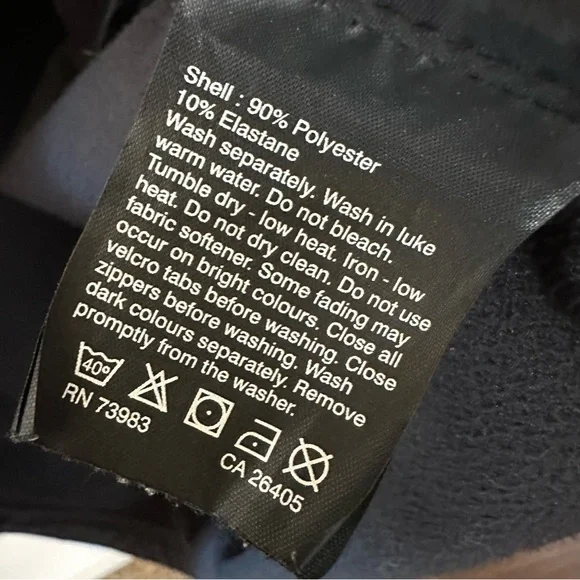 Shell : 90% Polyester
10% Elastane
Wash separately. Wash in luke
warm water. Do not bleach.
Tumble dry - low heat. Iron - low
heat. Do not dry clean. Do not use
fabric softener. Some fading may
occur on bright colours. Close all
velcro tabs before washing. Close
zippers before washing. Wash
dark colours separately. Remove
promptly from the washer.
40°
RN 73983
CA 26405